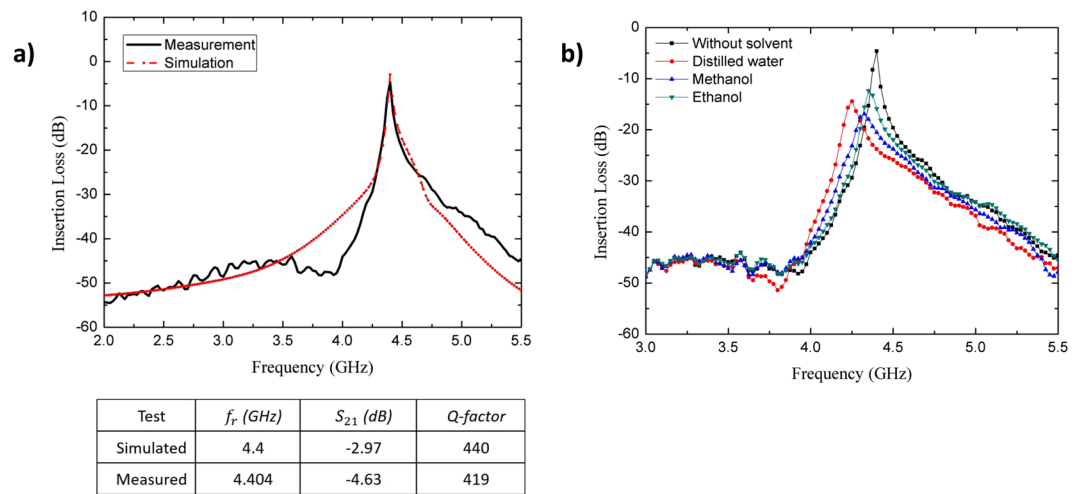 a)
10
0
-10
-20
-30
-40
-50
-60
Insertion Loss (dB)
Measurement
Simulation
2.0 2.5 3.0 3.5 4.0 4.5 5.0 5.5
Frequency (GHz)
Test f_r (GHz) S_21 (dB) Q-factor
Simulated 4.4 -2.97 440
Measured 4.404 -4.63 419
b)
0
-10
-20
-30
-40
-50
-60
Insertion Loss (dB)
Without solvent
Distilled water
Methanol
Ethanol
3.0 3.5 4.0 4.5 5.0 5.5
Frequency (GHz)